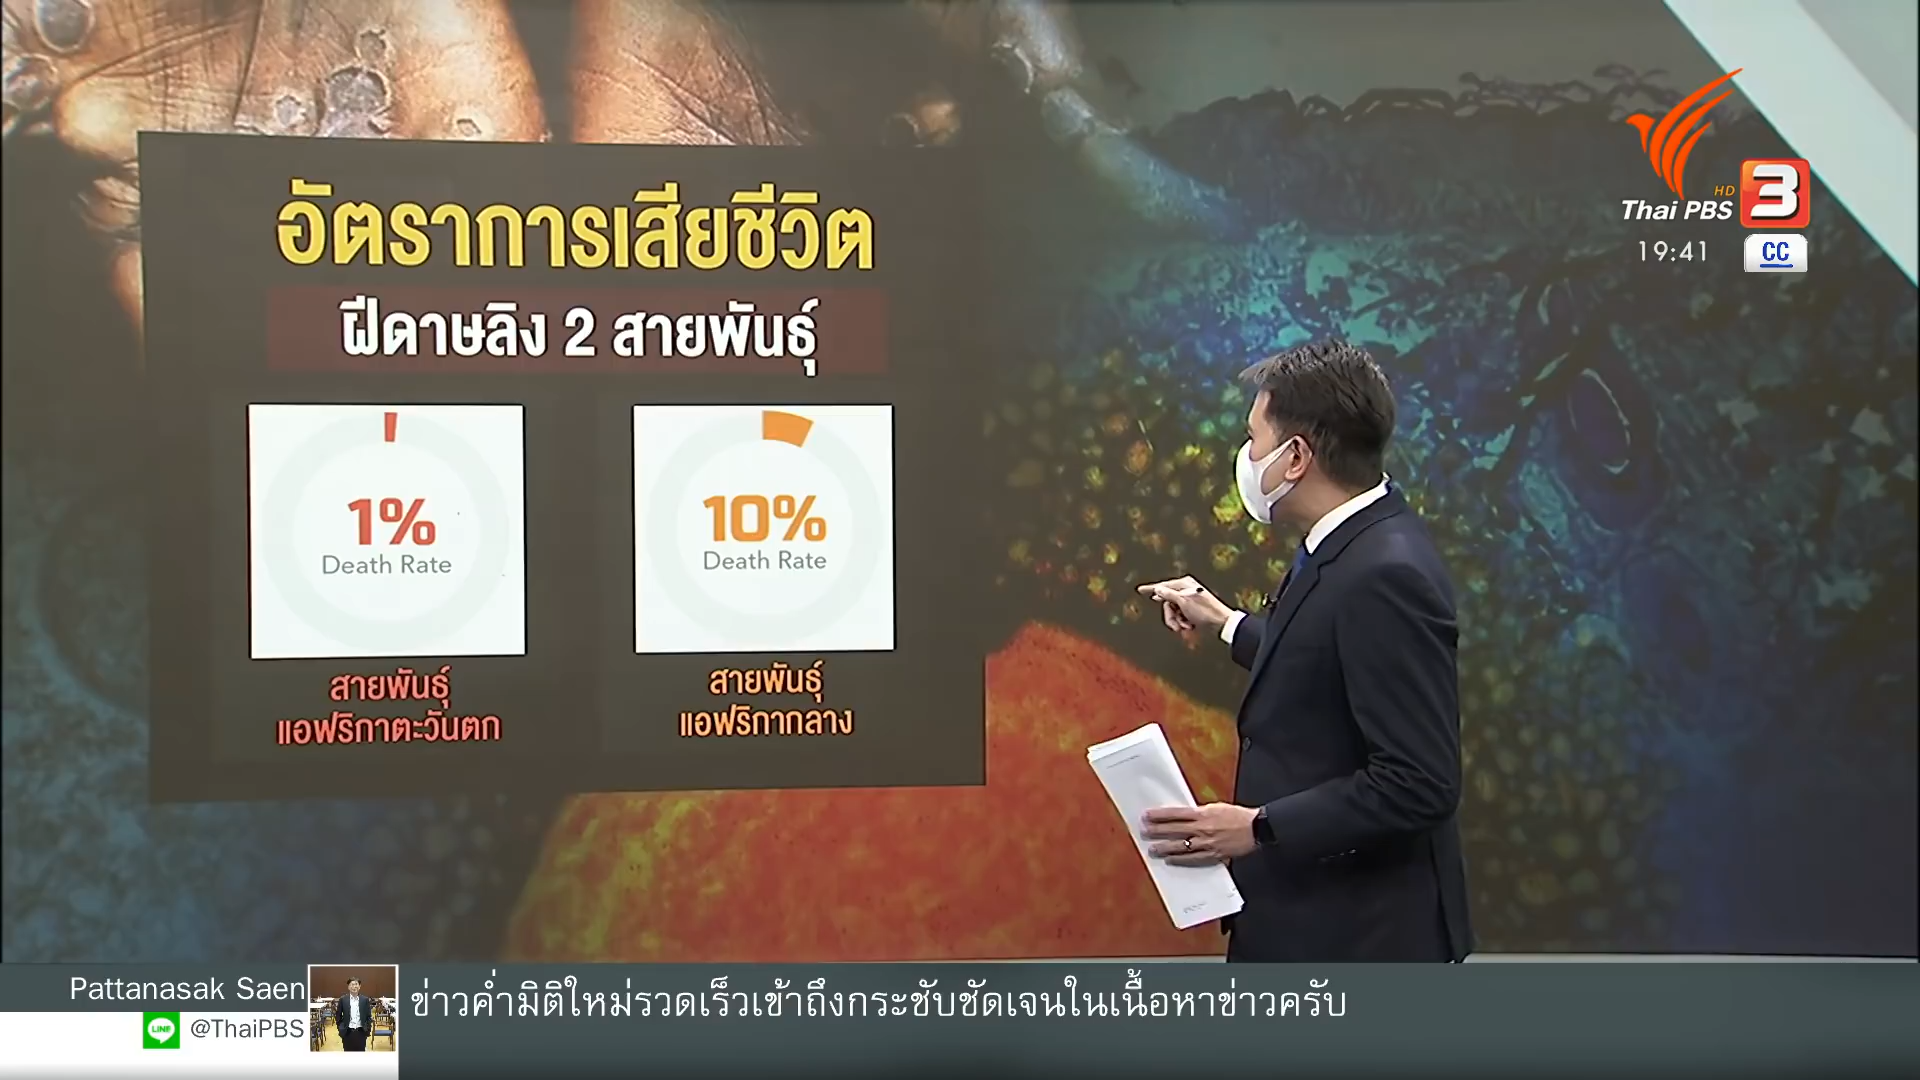 อัตราการเสียชีวิต
ฝีดาษลิง 2 สายพันธุ์
1%
Death Rate
สายพันธุ์
แอฟริกาตะวันตก
10%
Death Rate
สายพันธุ์
แอฟริกากลาง
HD
Thai PBS 3
19:41 CC
Pattanasak Saen
LINE @ThaiPBS
ข่าวค่ำมิติใหม่รวดเร็วเข้าถึงกระชับชัดเจนในเนื้อหาข่าวครับ